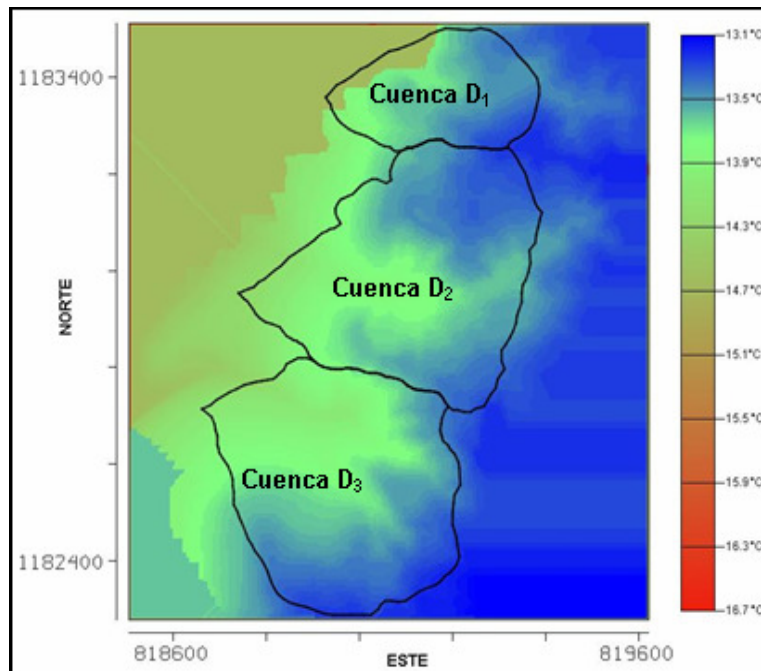 1183400
1182400
NORTE
Cuenca D₁
Cuenca D₂
Cuenca D₃
818600
ESTE
819600
13.1°C
13.5°C
13.9°C
14.3°C
14.7°C
15.1°C
15.5°C
15.9°C
16.3°C
16.7°C